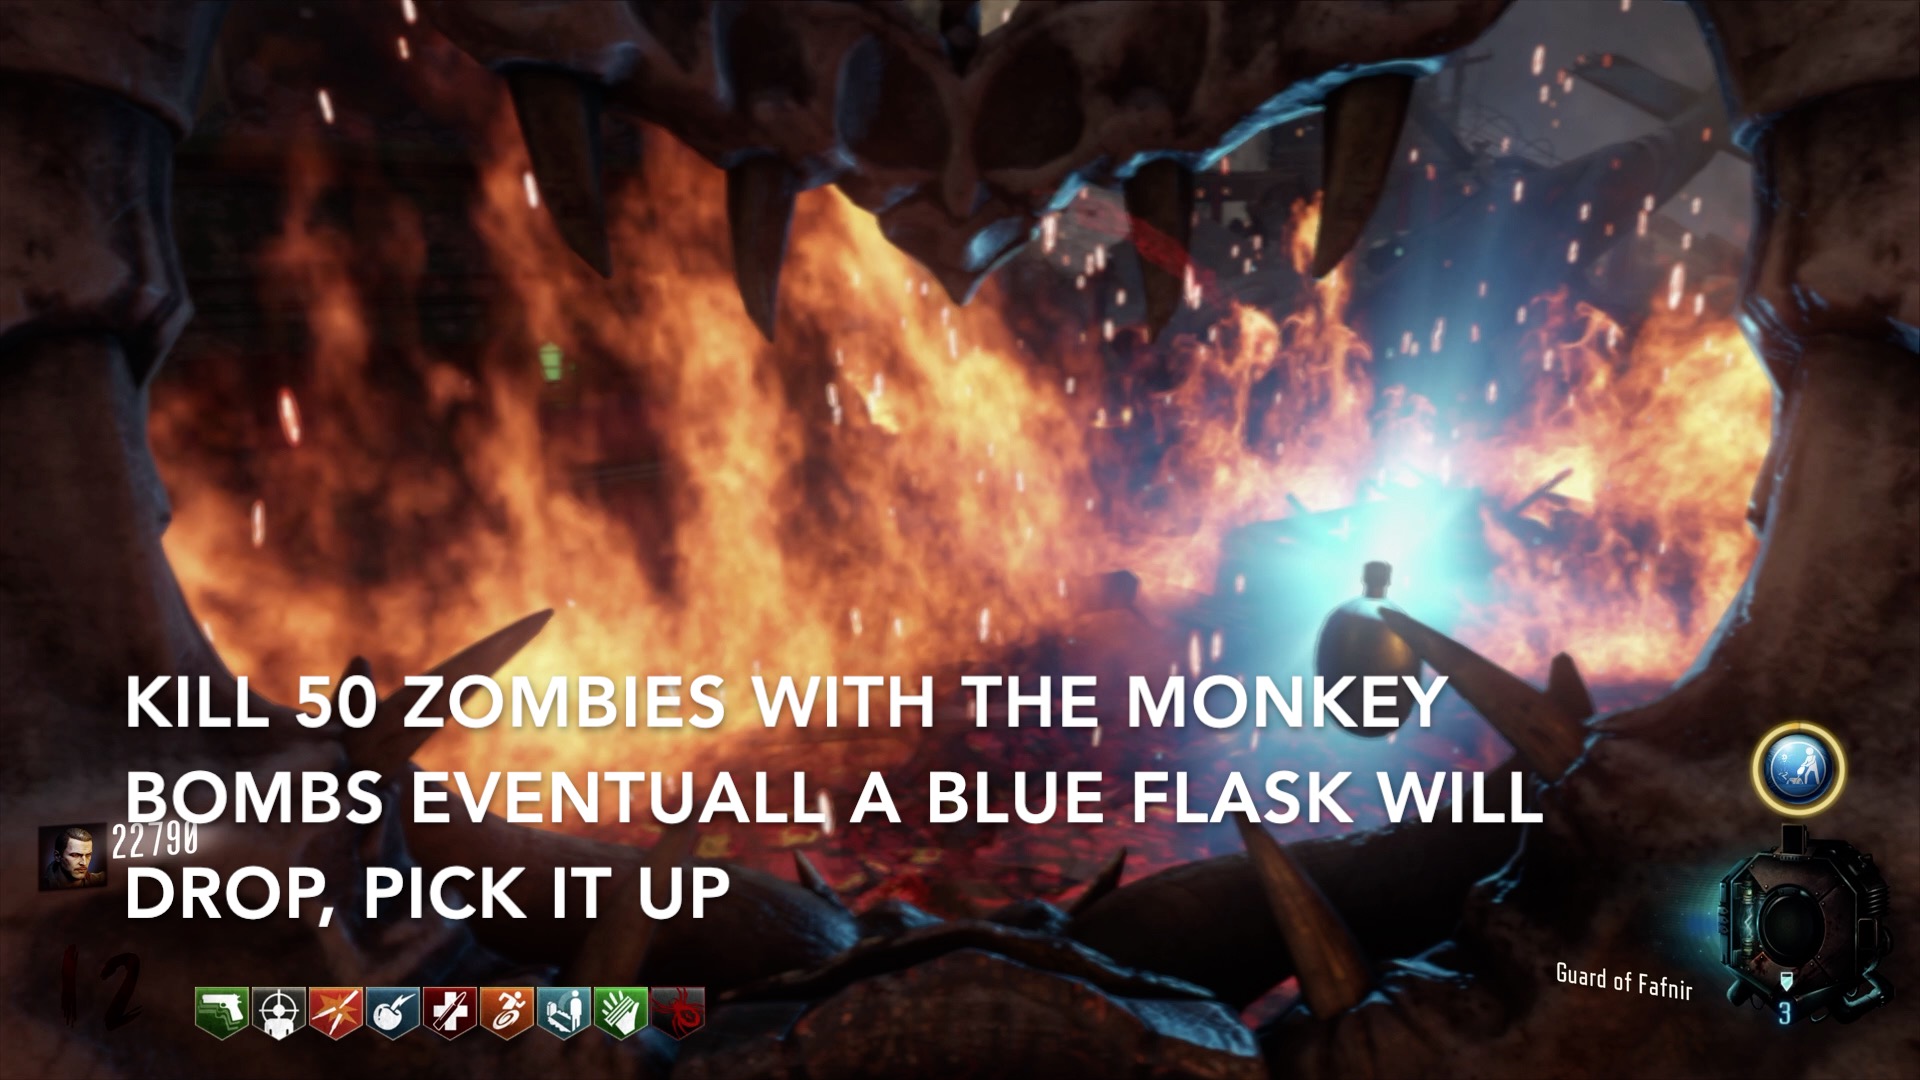 KILL 50 ZOMBIES WITH THE MONKEY
BOMBS EVENTUALL A BLUE FLASK WILL
22790
DROP, PICK IT UP
12
Guard of Fafnir
3